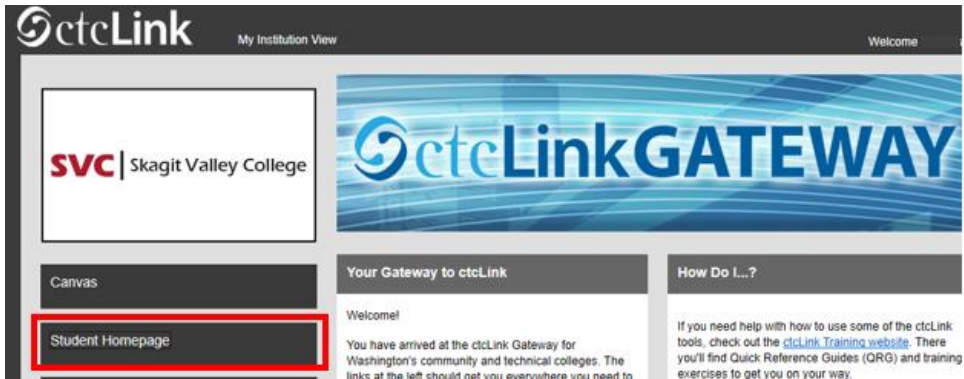 ctcLink My Institution View Welcome
SVC Skagit Valley College
ctcLinkGATEWAY
Canvas
Student Homepage
Your Gateway to ctcLink
Welcome!
You have arrived at the ctcLink Gateway for
Washington's community and technical colleges. The
links at the left should get you everywhere you need to
How Do I...?
If you need help with how to use some of the ctcLink
tools, check out the ctcLink Training website. There
you'll find Quick Reference Guides (QRG) and training
exercises to get you on your way.